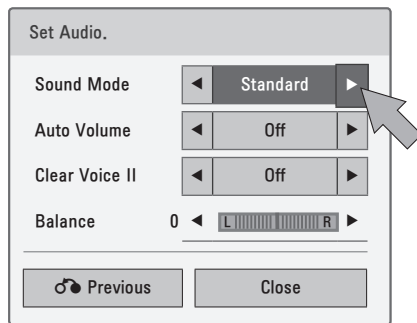 Set Audio.
Sound Mode ◀ Standard ▶
Auto Volume ◀ Off ▶
Clear Voice II ◀ Off ▶
Balance 0 ◀ L R ▶
Previous Close